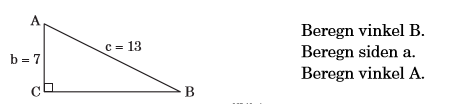 A
c = 13
b = 7
C
B
Beregn vinkel B.
Beregn siden a.
Beregn vinkel A.